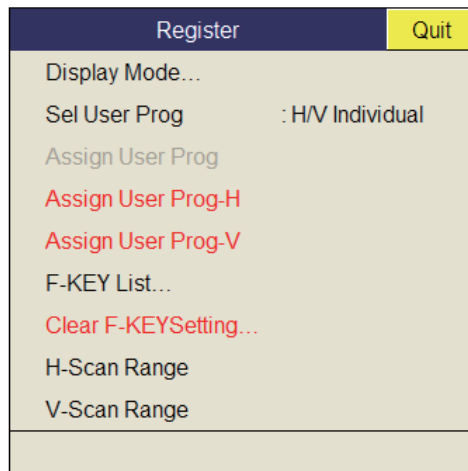 Register Quit
Display Mode...
Sel User Prog : H/V Individual
Assign User Prog
Assign User Prog-H
Assign User Prog-V
F-KEY List...
Clear F-KEYSetting...
H-Scan Range
V-Scan Range